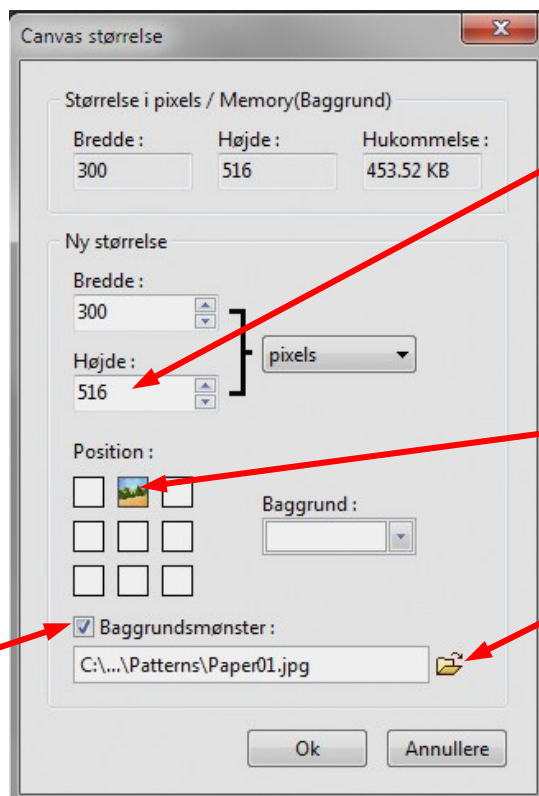 Canvas størrelse
Størrelse i pixels / Memory(Baggrund)
Bredde : Højde : Hukommelse :
300 516 453.52 KB
Ny størrelse
Bredde :
300
pixels
Højde :
516
Position :
Baggrund :
Baggrundsmønster :
C:\...\Patterns\Paper01.jpg
Ok Annullere